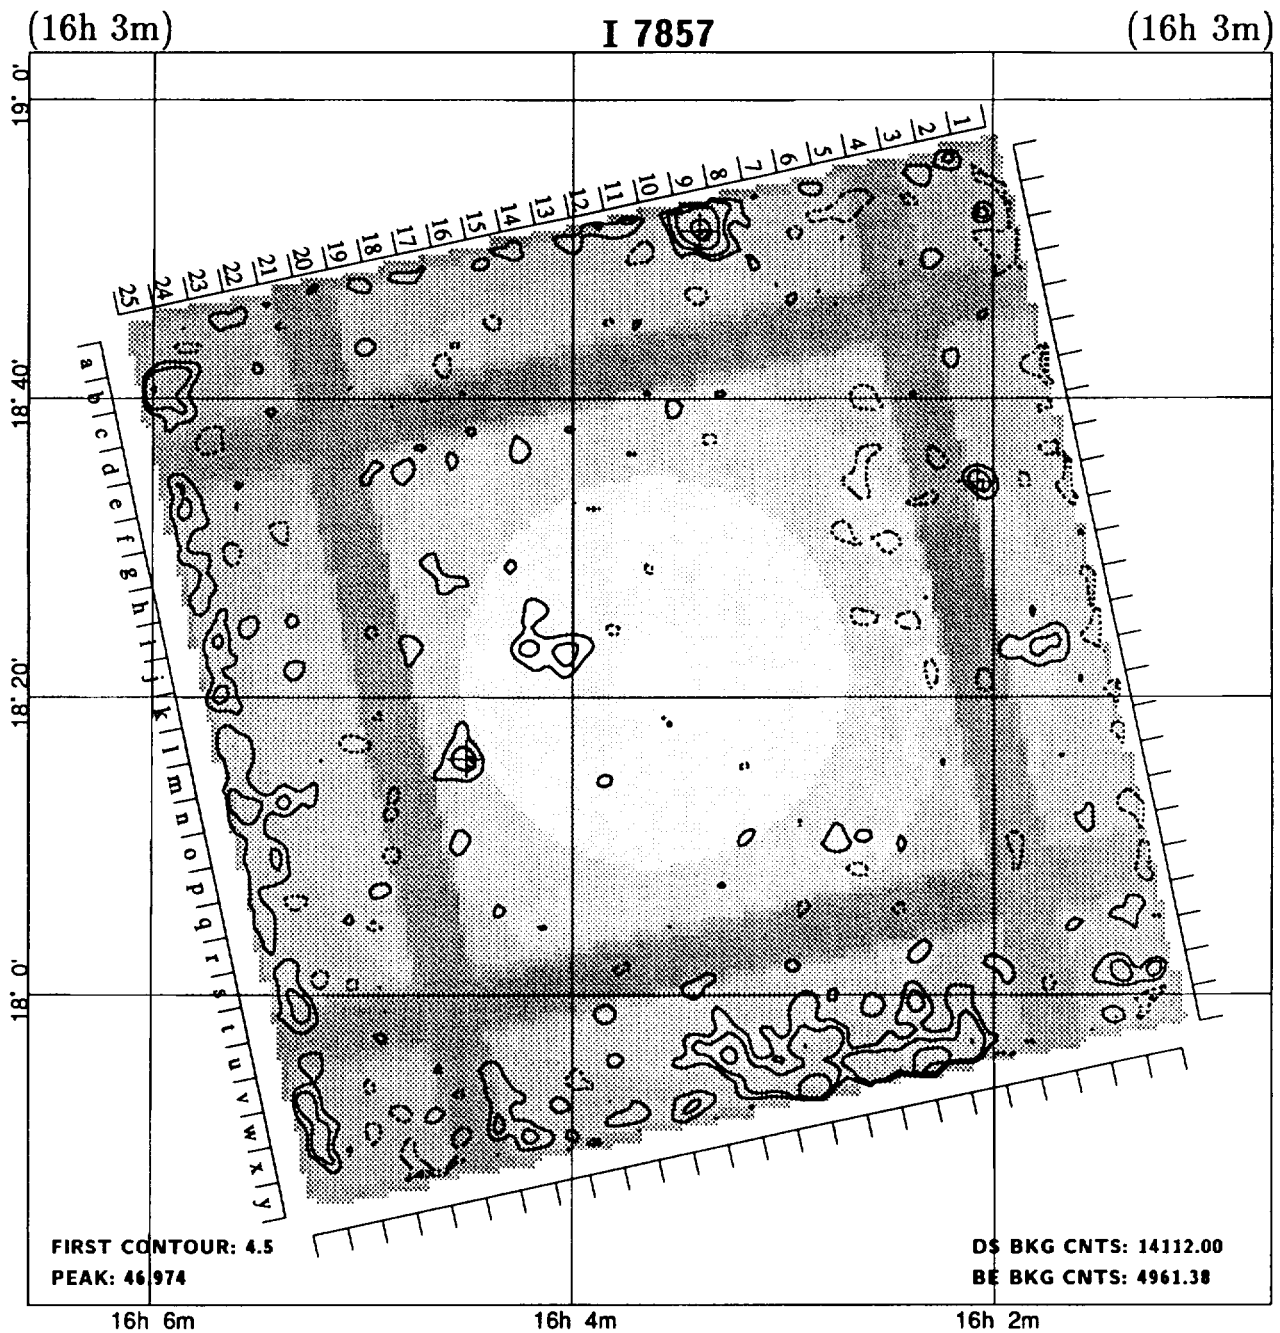 (16h 3m) I 7857 (16h 3m)
19° 0'
1 2 3 4 5 6 7 8 9 10 11 12 13 14 15 16 17 18 19 20 21 22 23 24 25
18° 40'
a b c d e f g h i j k l m n o p q r s t u v w x y
18° 20'
18° 0'
FIRST CONTOUR: 4.5 DS BKG CNTS: 14112.00
PEAK: 46.974 BE BKG CNTS: 4961.38
16h 6m 16h 4m 16h 2m